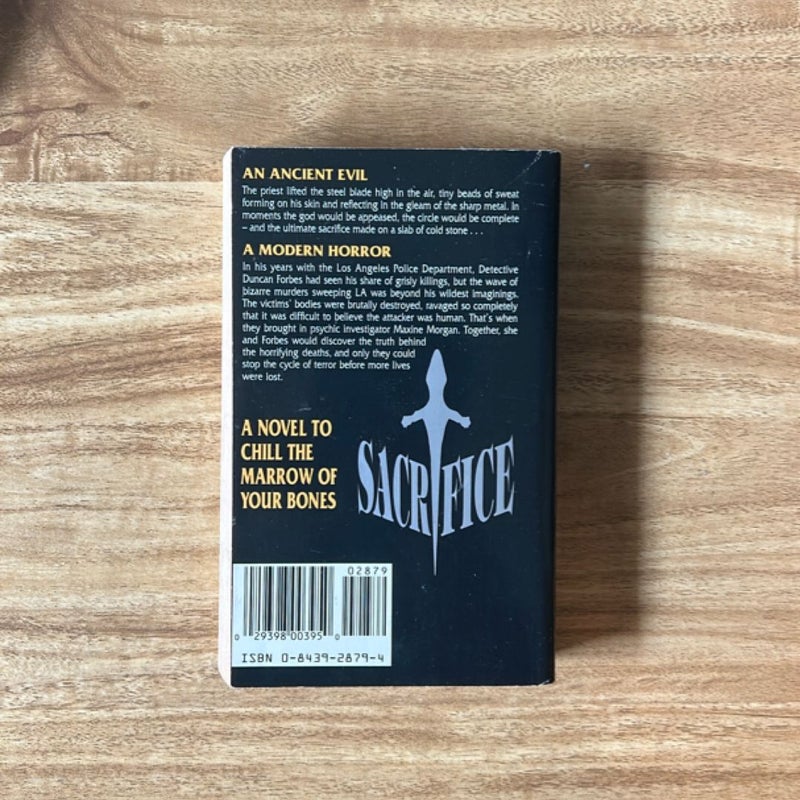 AN ANCIENT EVIL
The priest lifted the steel blade high in the air, tiny beads of sweat
forming on his skin and reflecting in the gleam of the sharp metal. In
moments the god would be appeased, the circle would be complete
– and the ultimate sacrifice made on a slab of cold stone . . .
A MODERN HORROR
In his years with the Los Angeles Police Department, Detective
Duncan Forbes had seen his share of grisly killings, but the wave of
bizarre murders sweeping LA was beyond his wildest imaginings.
The victims' bodies were brutally destroyed, ravaged so completely
that it was difficult to believe the attacker was human. That's when
they brought in psychic investigator Maxine Morgan. Together, she
and Forbes would discover the truth behind
the horrifying deaths, and only they could
stop the cycle of terror before more lives
were lost.
A NOVEL TO
CHILL THE
MARROW OF
YOUR BONES
SACRIFICE
02879
0 29398 00395 0
ISBN 0-8439-2879-4